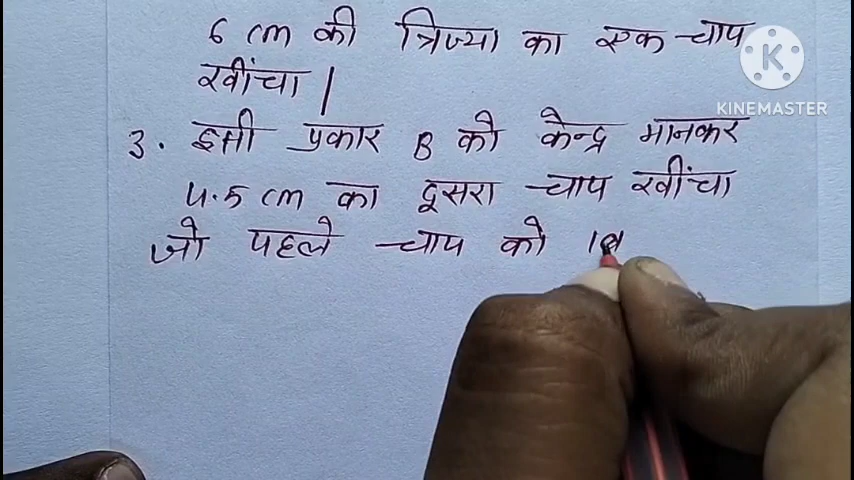 6 cm की त्रिज्या का एक चाप
खींचा |
3. इसी प्रकार B को केन्द्र मानकर
4.5 cm का दूसरा चाप खींचा
जो पहले चाप को
K
KINEMASTER